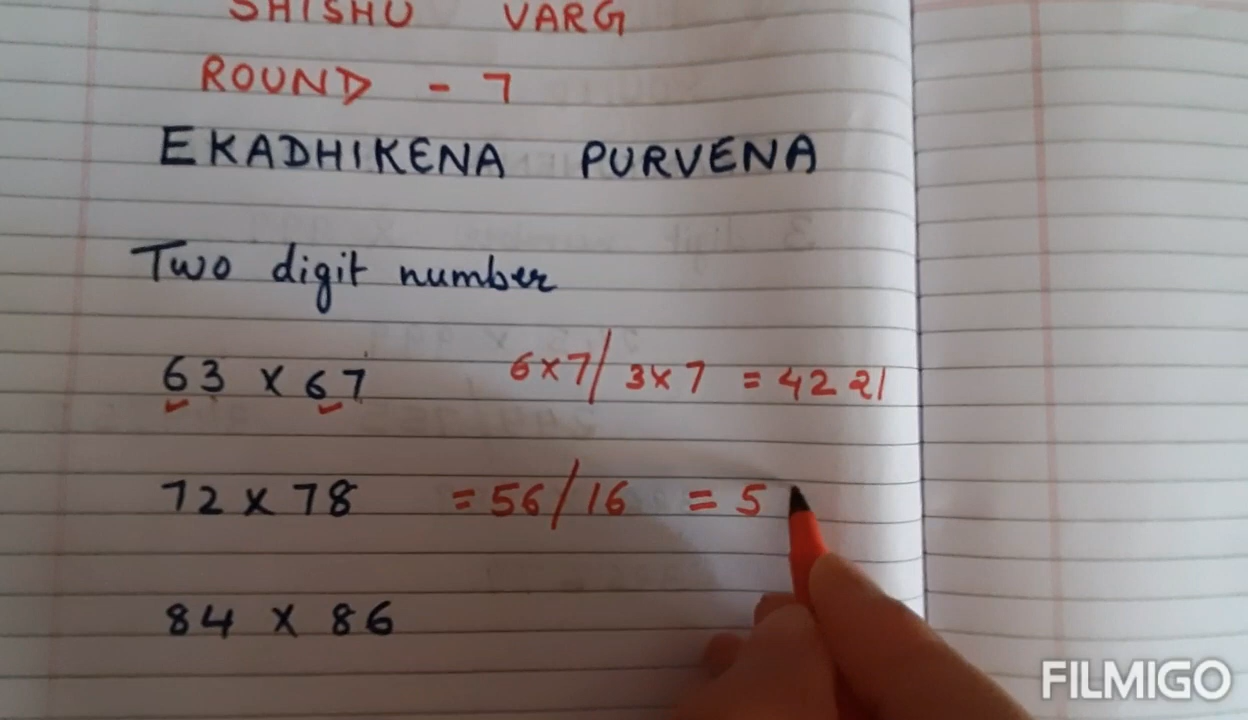 SHISHU VARG
ROUND - 7
EKADHIKENA PURVENA
Two digit number
63 x 67 6x7/ 3x7 = 4221
72 x 78 = 56/16 = 5
84 x 86
FILMIGO